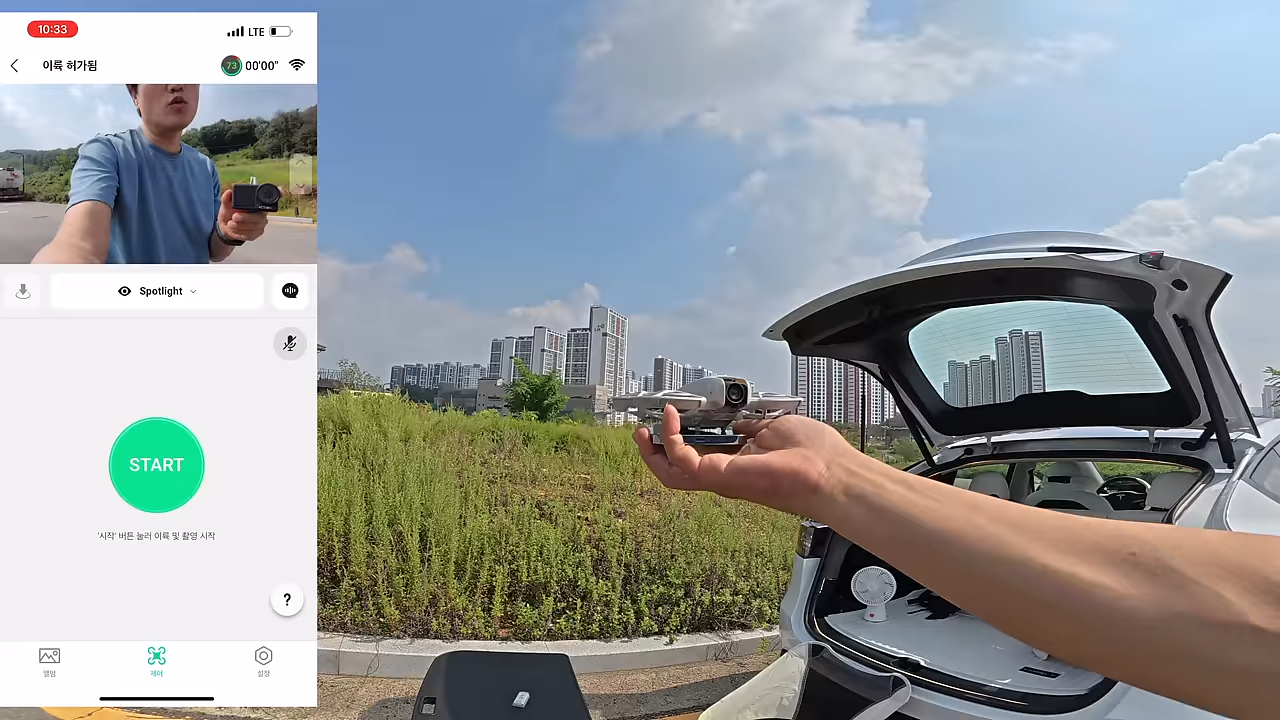 10:33
LTE
이륙 허가됨
73 00'00"
Spotlight
START
'시작' 버튼 눌러 이륙 및 촬영 시작
?
앨범
제어
설정